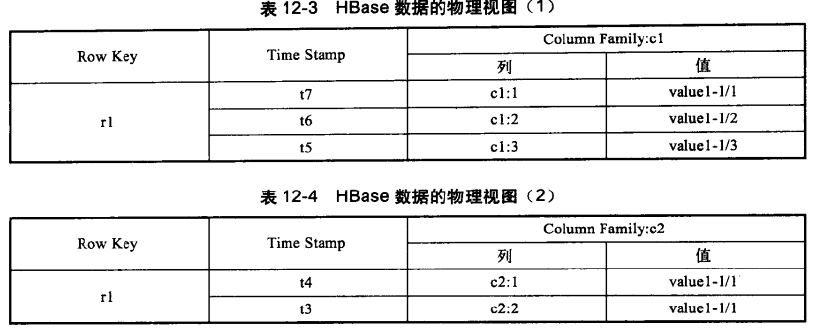 表 12-3 HBase 数据的物理视图（1）
Row Key Time Stamp Column Family:c1
列 值
t7 c1:1 value1-1/1
r1 t6 c1:2 value1-1/2
t5 c1:3 value1-1/3
表 12-4 HBase 数据的物理视图（2）
Row Key Time Stamp Column Family:c2
列 值
r1 t4 c2:1 value1-1/1
t3 c2:2 value1-1/1